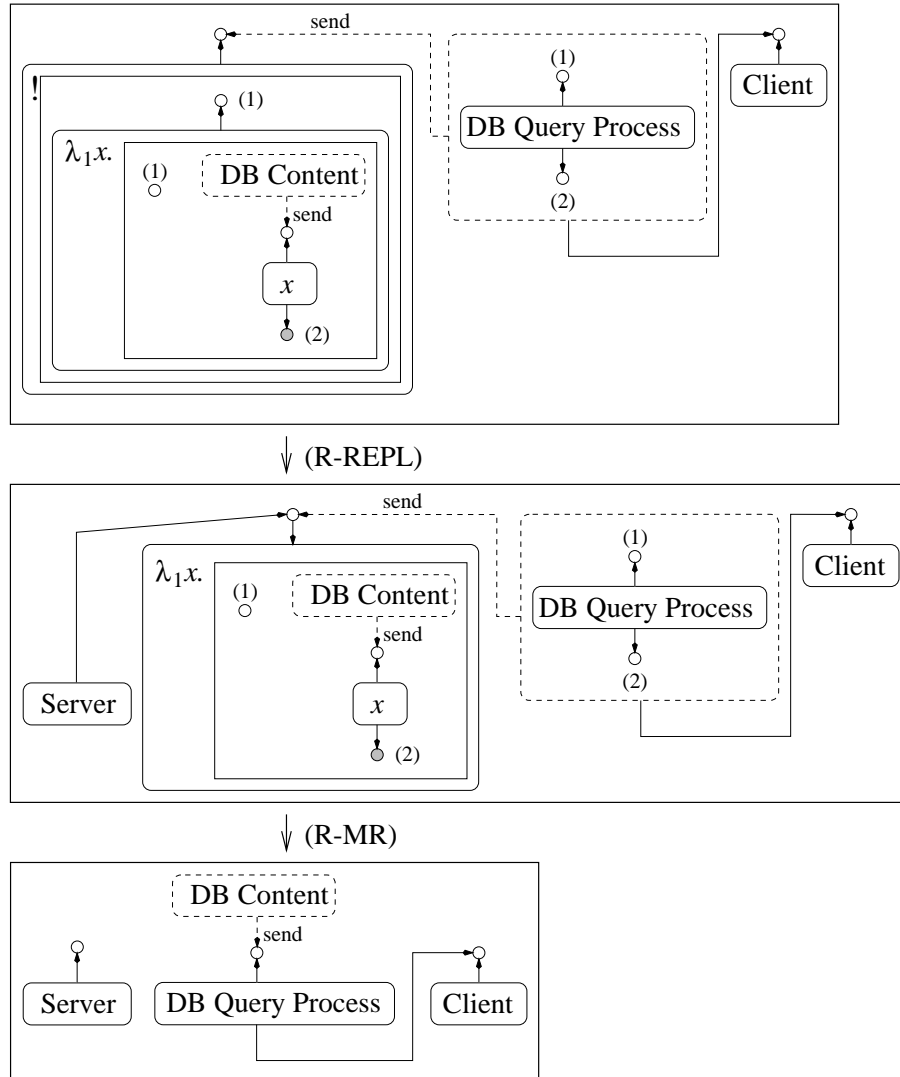 send
(1)
Client
!
(1)
DB Query Process
λ₁x.
(1)
DB Content
(2)
send
x
(2)
(R-REPL)
send
(1)
λ₁x.
(1)
DB Content
Client
DB Query Process
send
(2)
Server
x
(2)
(R-MR)
DB Content
send
Server
DB Query Process
Client